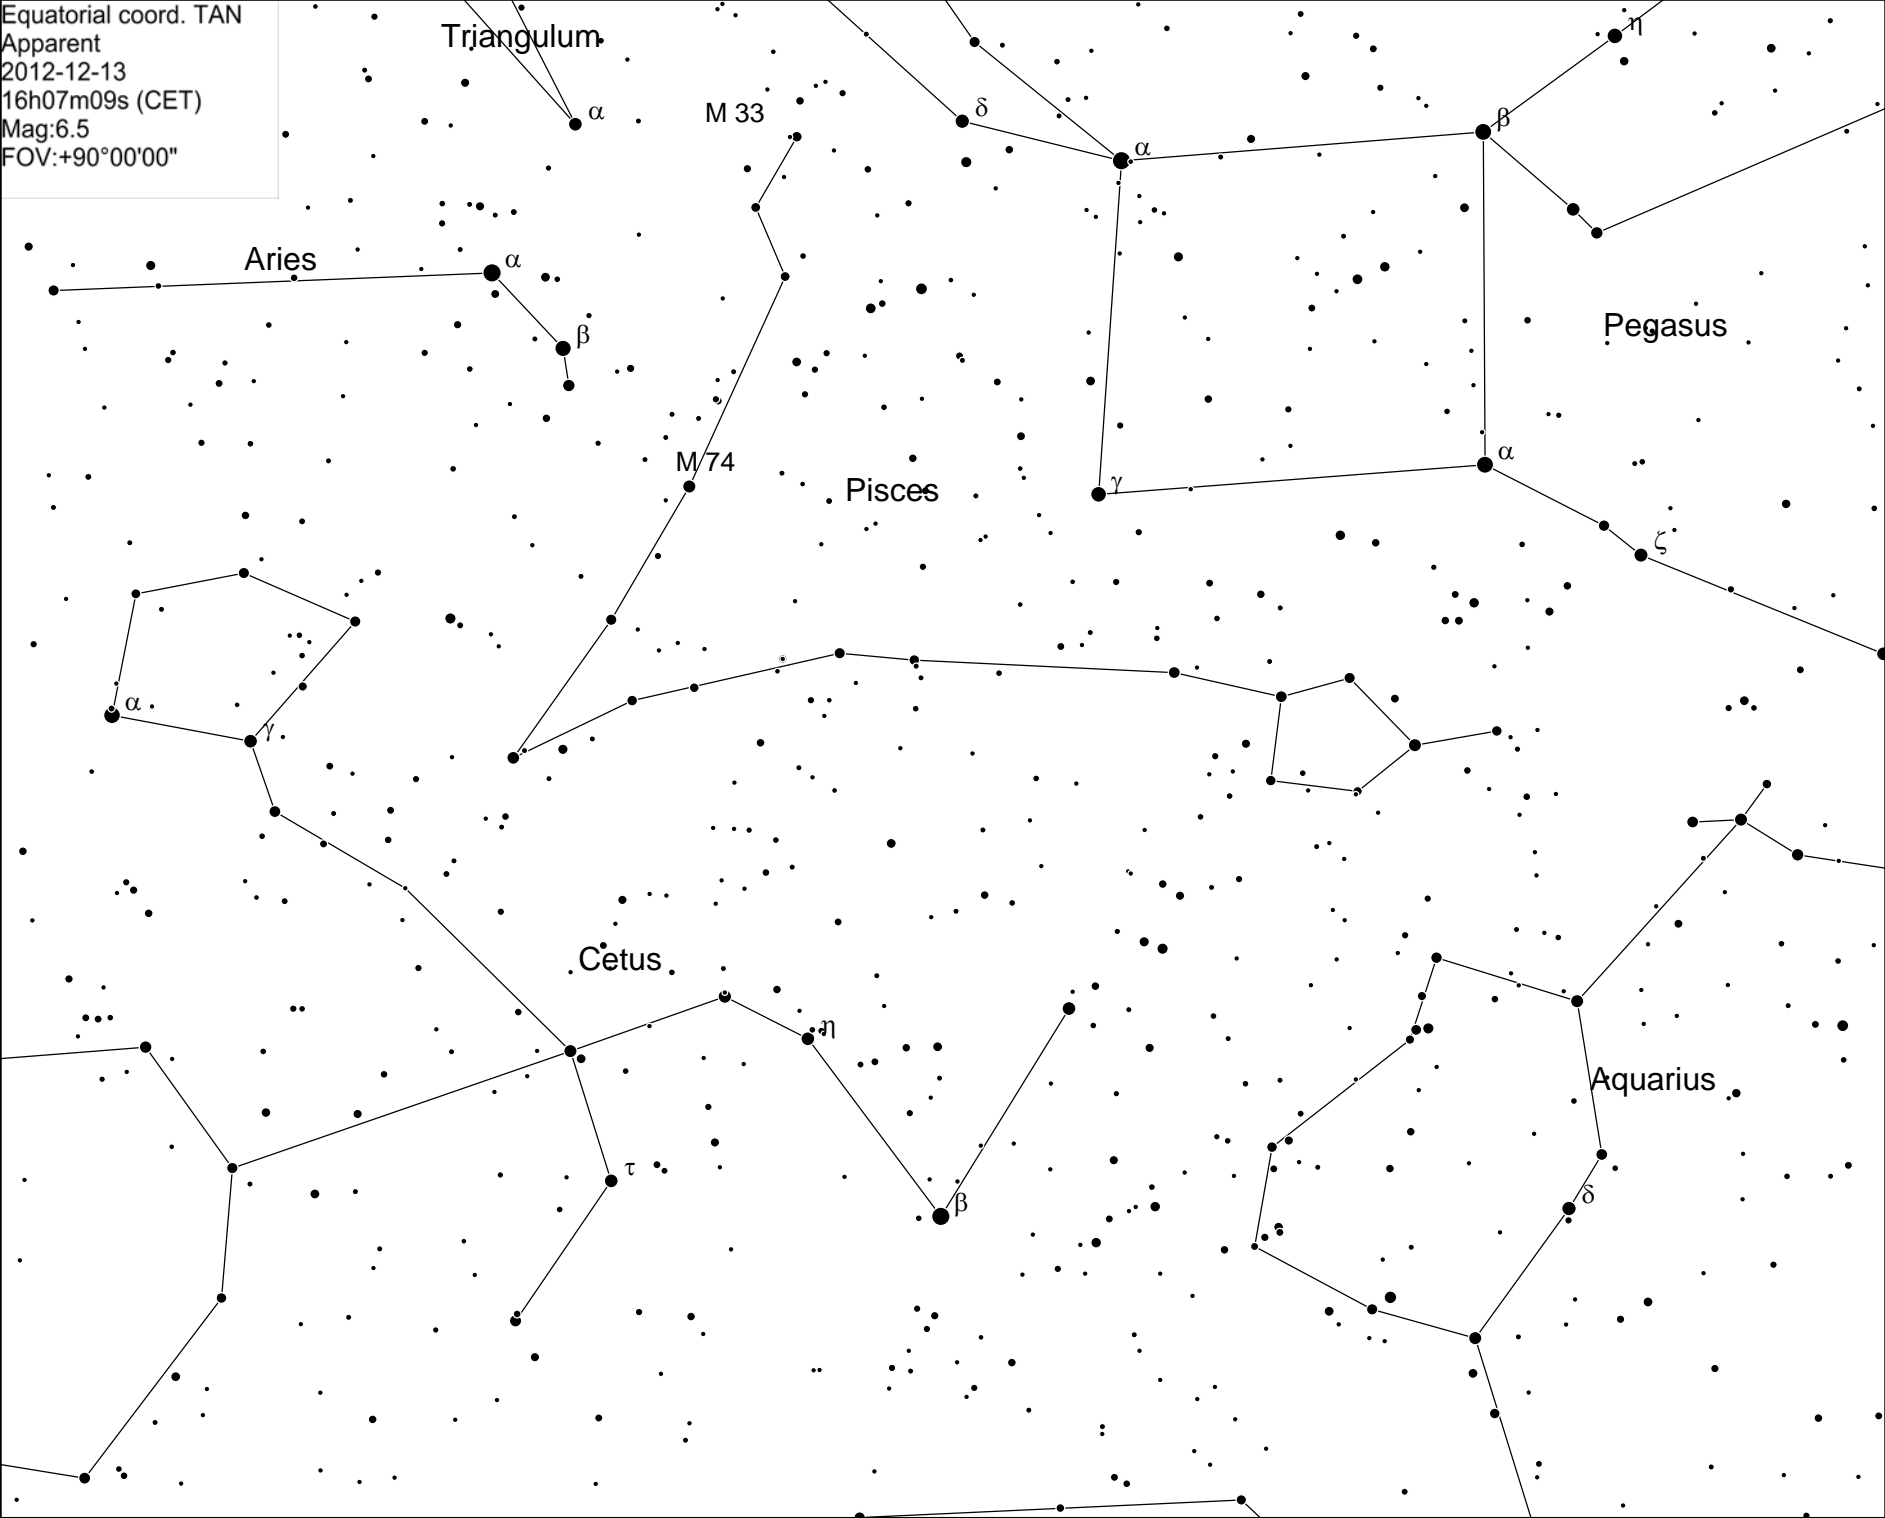 Equatorial coord. TAN
Apparent
2012-12-13
16h07m09s (CET)
Mag:6.5
FOV:+90°00'00"
Triangulum
η
α
M 33
δ
β
α
Aries
α
β
Pegasus
M 74
α
Pisces
γ
ζ
α
γ
Cetus
η
Aquarius
τ
β
δ